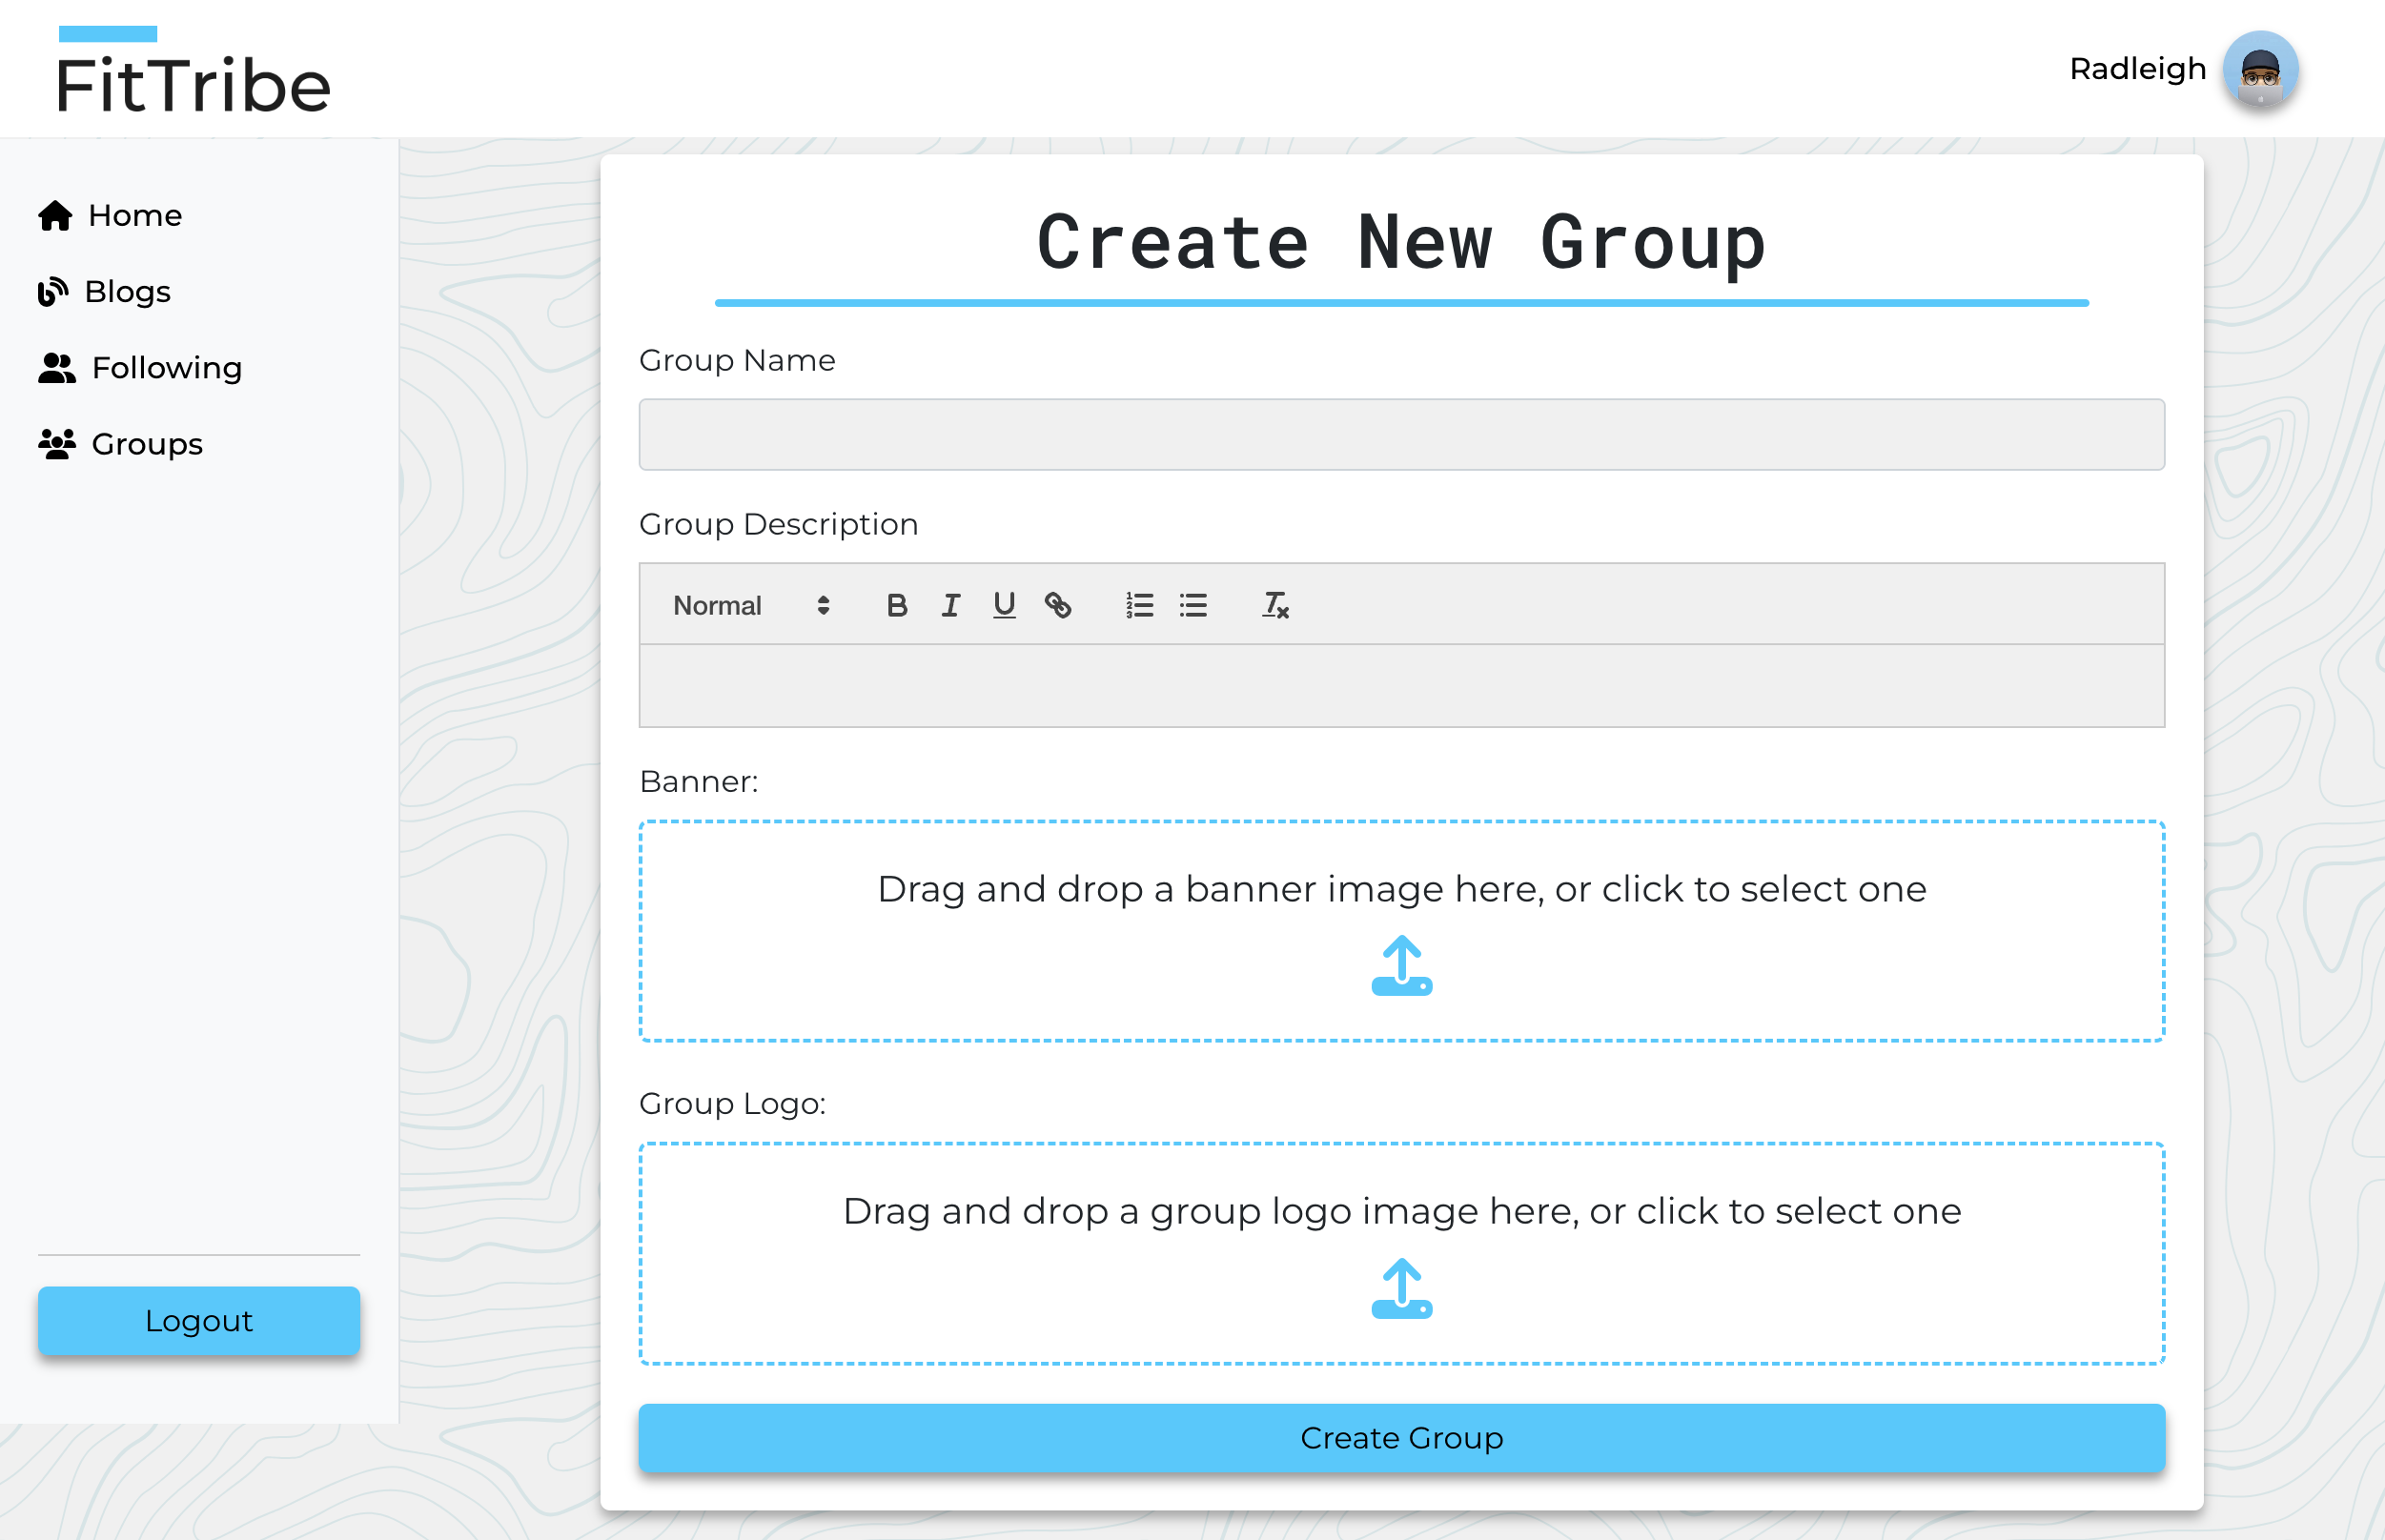 FitTribe
Radleigh
Home
Blogs
Following
Groups
Logout
Create New Group
Group Name
Group Description
Normal
Banner:
Drag and drop a banner image here, or click to select one
Group Logo:
Drag and drop a group logo image here, or click to select one
Create Group